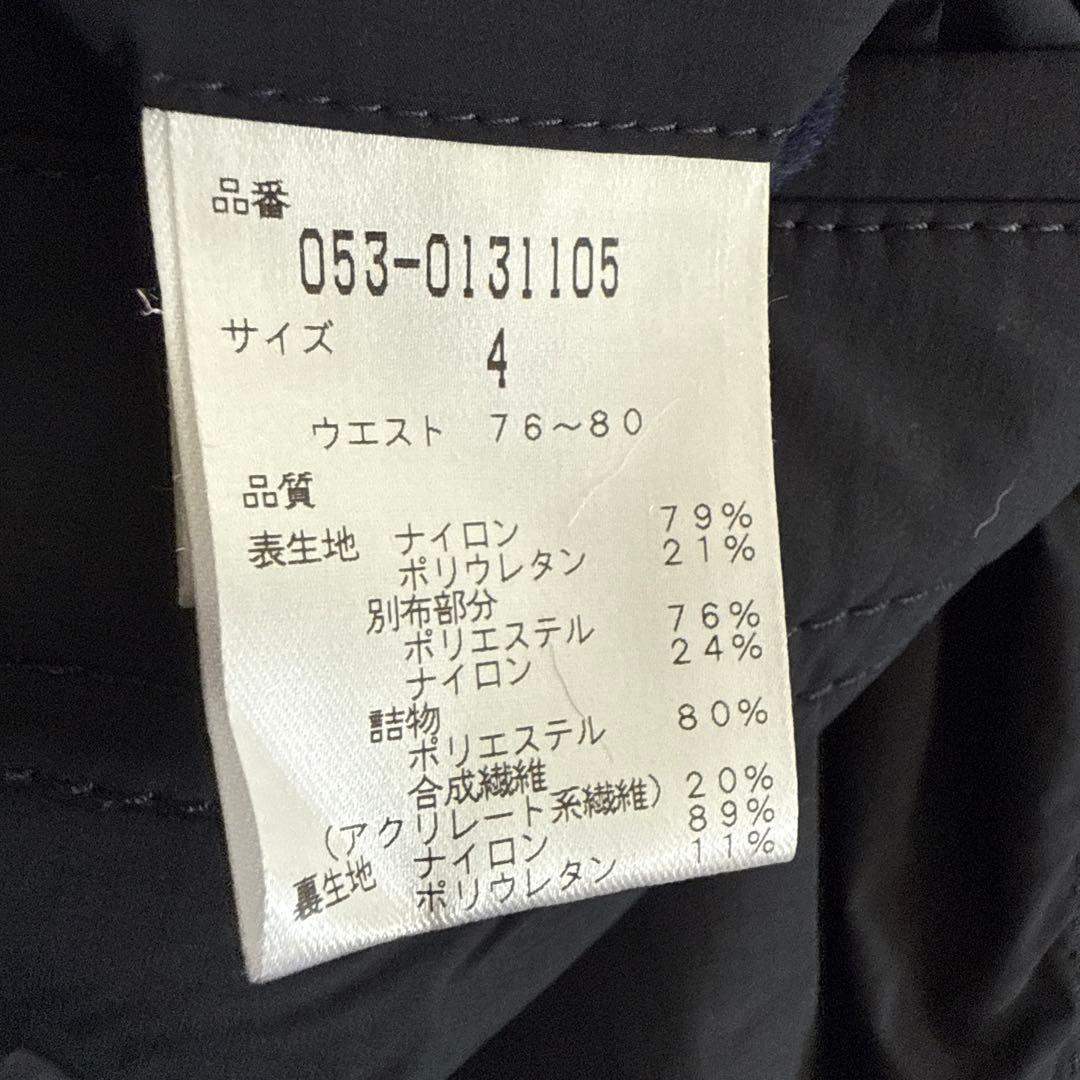 品番
053-0131105
サイズ 4
ウエスト 76~80
品質
表生地 ナイロン 79%
ポリウレタン 21%
別布部分
ポリエステル 76%
ナイロン 24%
詰物
ポリエステル 80%
合成繊維
(アクリレート系繊維) 20%
裏生地 ナイロン 89%
ポリウレタン 11%